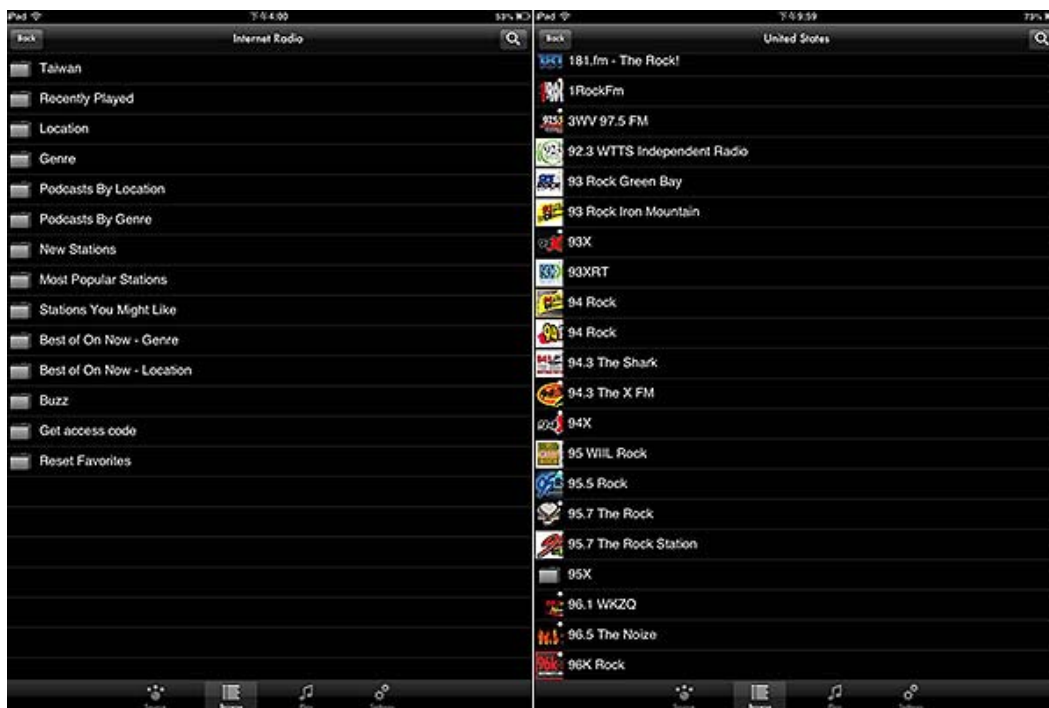 iPad 下午4:00 53%
Back Internet Radio
Taiwan
Recently Played
Location
Genre
Podcasts By Location
Podcasts By Genre
New Stations
Most Popular Stations
Stations You Might Like
Best of On Now - Genre
Best of On Now - Location
Buzz
Get access code
Reset Favorites
iPad 下午9:59 73%
Back United States
181.fm - The Rock!
1RockFm
3WV 97.5 FM
92.3 WTTS Independent Radio
93 Rock Green Bay
93 Rock Iron Mountain
93X
93XRT
94 Rock
94 Rock
94.3 The Shark
94.3 The X FM
94X
95 WIIL Rock
95.5 Rock
95.7 The Rock
95.7 The Rock Station
95X
96.1 WKZQ
96.5 The Noize
96K Rock